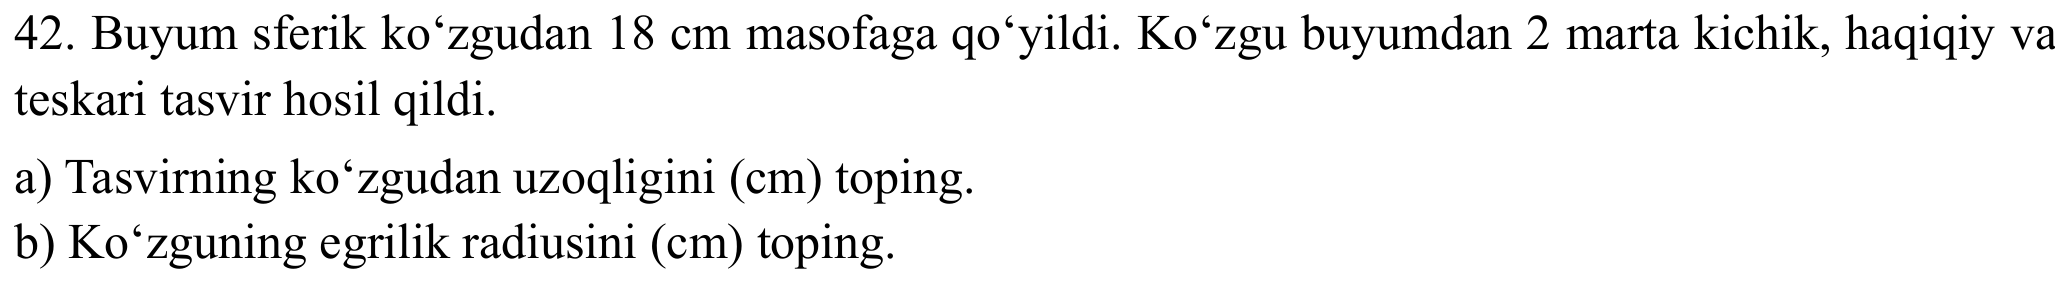 42. Buyum sferik ko‘zgudan 18 cm masofaga qo‘yildi. Ko‘zgu buyumdan 2 marta kichik, haqiqiy va
teskari tasvir hosil qildi.
a) Tasvirning ko‘zgudan uzoqligini (cm) toping.
b) Ko‘zguning egrilik radiusini (cm) toping.